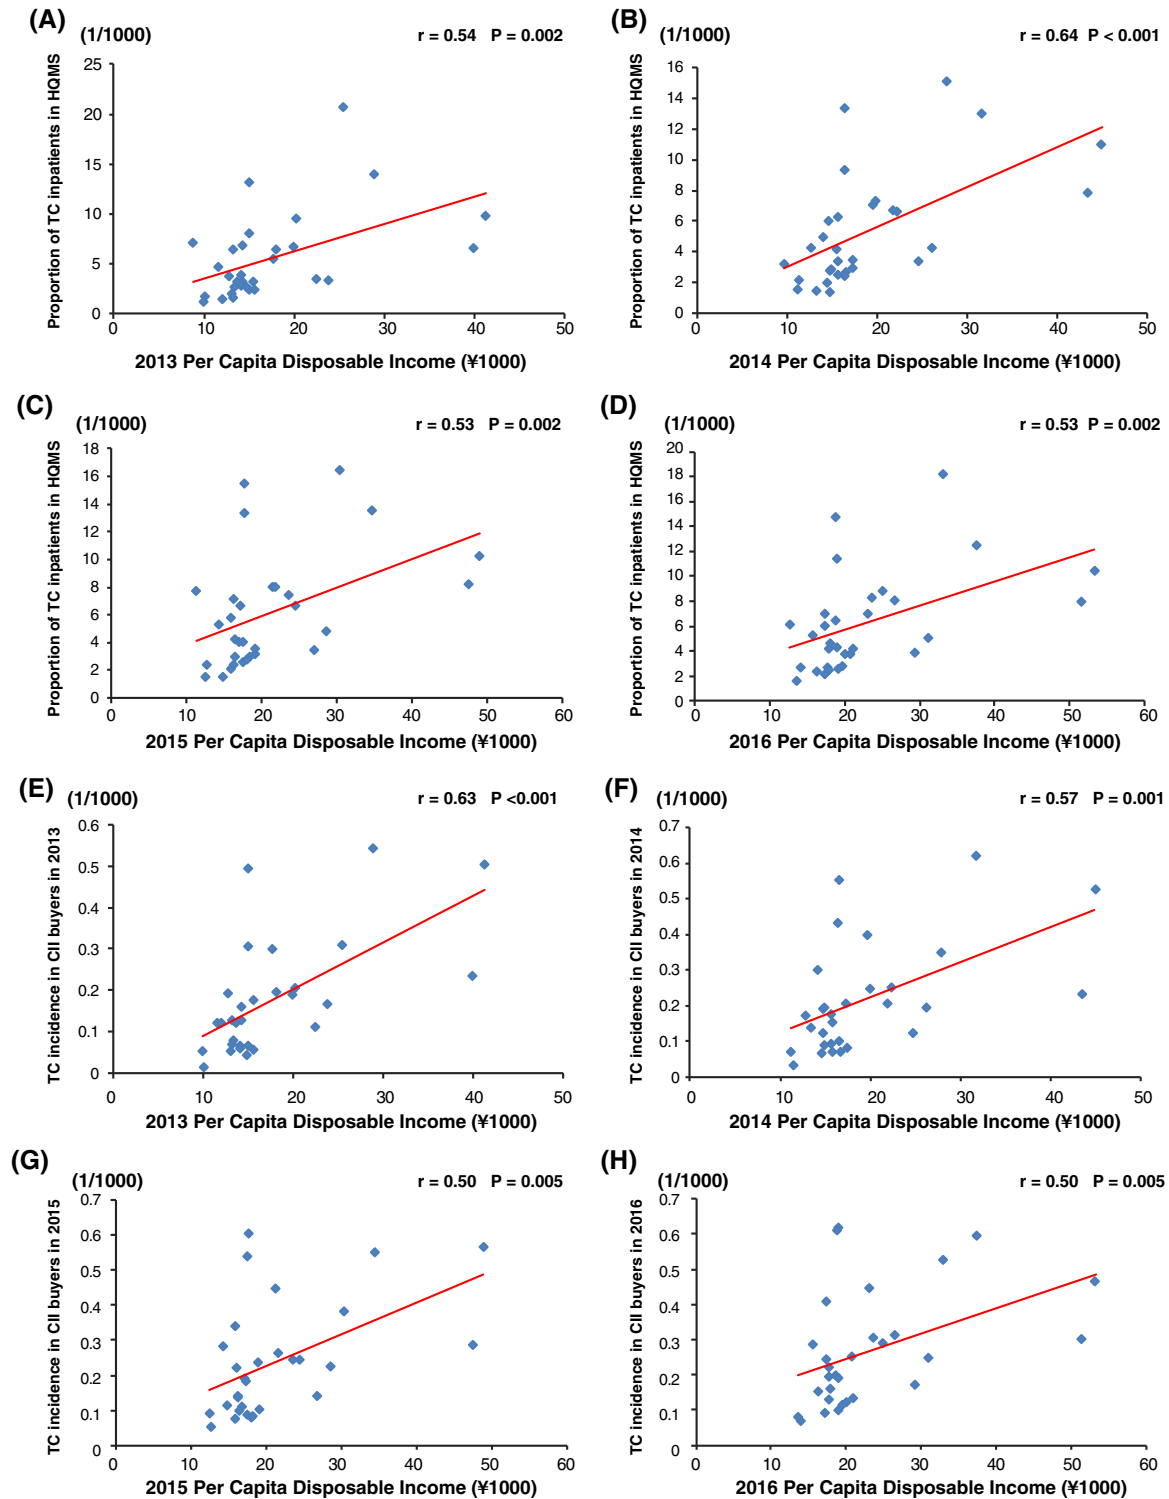 (A)
(1/1000)
r = 0.54 P = 0.002
Proportion of TC inpatients in HQMS
25
20
15
10
5
0
0 10 20 30 40 50
2013 Per Capita Disposable Income (¥1000)
(B)
(1/1000)
r = 0.64 P < 0.001
Proportion of TC inpatients in HQMS
16
14
12
10
8
6
4
2
0
0 10 20 30 40 50
2014 Per Capita Disposable Income (¥1000)
(C)
(1/1000)
r = 0.53 P = 0.002
Proportion of TC inpatients in HQMS
18
16
14
12
10
8
6
4
2
0
0 10 20 30 40 50 60
2015 Per Capita Disposable Income (¥1000)
(D)
(1/1000)
r = 0.53 P = 0.002
Proportion of TC inpatients in HQMS
20
18
16
14
12
10
8
6
4
2
0
0 10 20 30 40 50 60
2016 Per Capita Disposable Income (¥1000)
(E)
(1/1000)
r = 0.63 P <0.001
TC incidence in CII buyers in 2013
0.6
0.5
0.4
0.3
0.2
0.1
0
0 10 20 30 40 50
2013 Per Capita Disposable Income (¥1000)
(F)
(1/1000)
r = 0.57 P = 0.001
TC incidence in CII buyers in 2014
0.7
0.6
0.5
0.4
0.3
0.2
0.1
0
0 10 20 30 40 50
2014 Per Capita Disposable Income (¥1000)
(G)
(1/1000)
r = 0.50 P = 0.005
TC incidence in CII buyers in 2015
0.7
0.6
0.5
0.4
0.3
0.2
0.1
0
0 10 20 30 40 50 60
2015 Per Capita Disposable Income (¥1000)
(H)
(1/1000)
r = 0.50 P = 0.005
TC incidence in CII buyers in 2016
0.7
0.6
0.5
0.4
0.3
0.2
0.1
0
0 10 20 30 40 50 60
2016 Per Capita Disposable Income (¥1000)